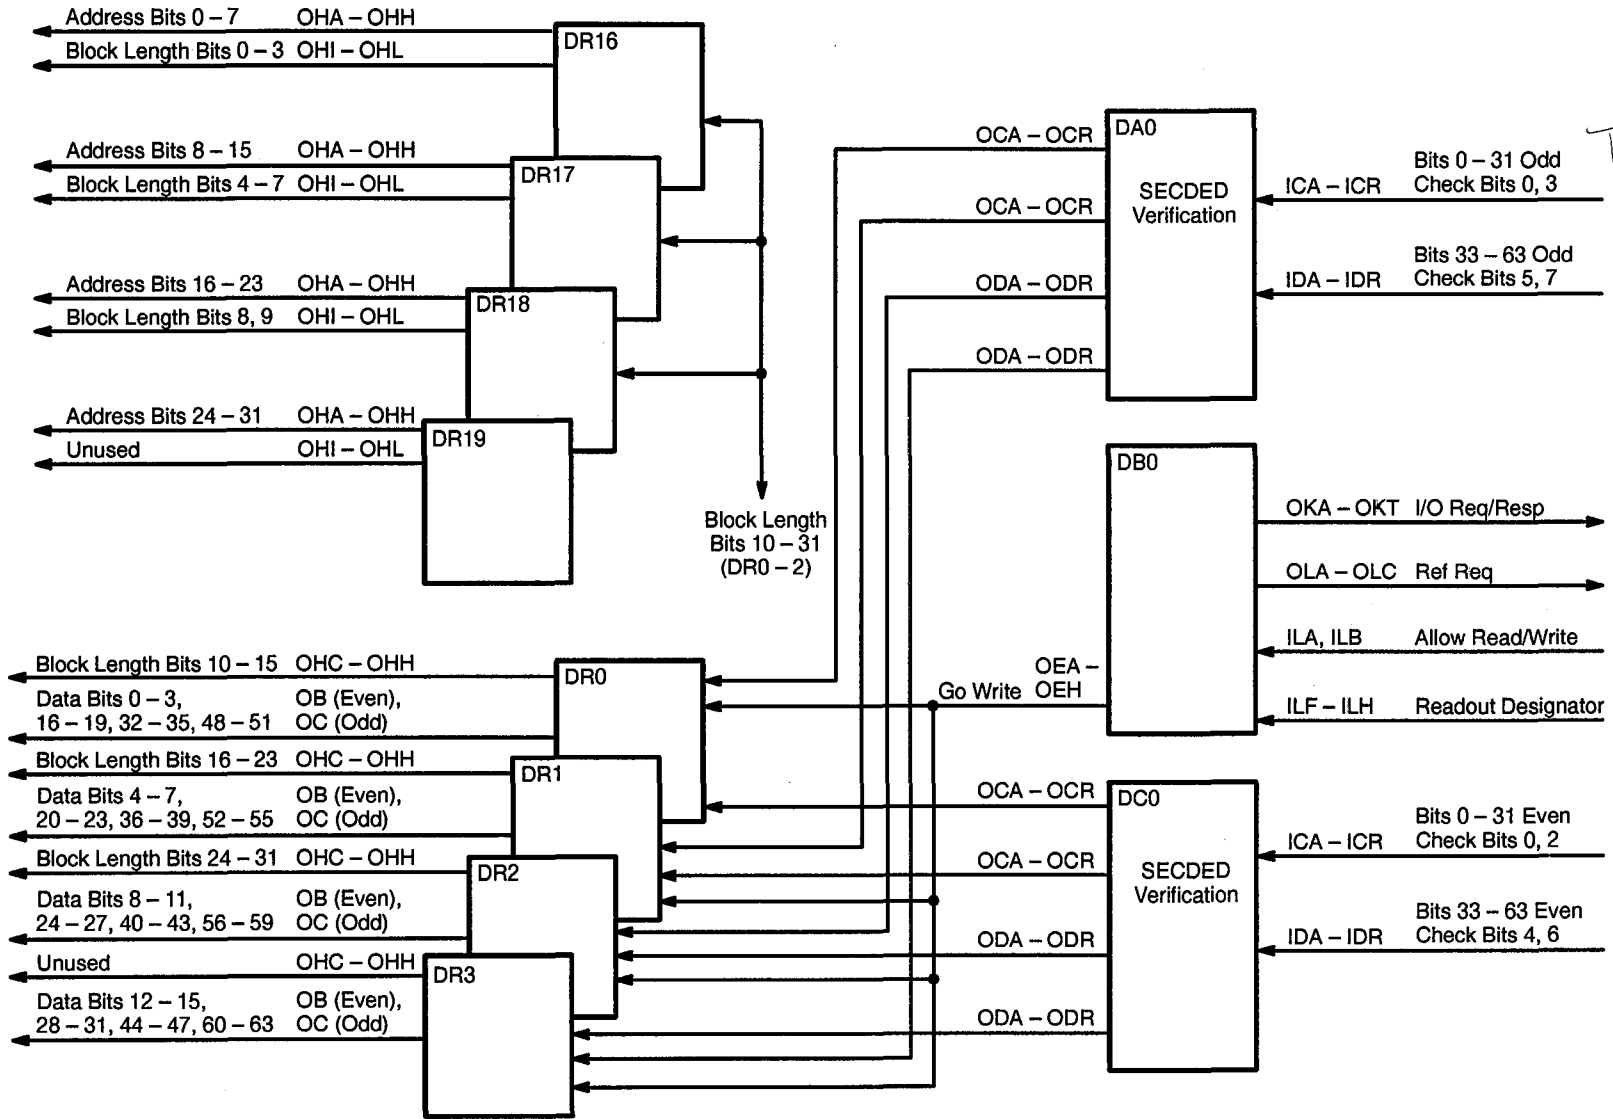 Address Bits 0 – 7 OHA – OHH
Block Length Bits 0 – 3 OHI – OHL
DR16
Address Bits 8 – 15 OHA – OHH
Block Length Bits 4 – 7 OHI – OHL
DR17
Address Bits 16 – 23 OHA – OHH
Block Length Bits 8, 9 OHI – OHL
DR18
Address Bits 24 – 31 OHA – OHH
Unused OHI – OHL
DR19
Block Length
Bits 10 – 31
(DR0 – 2)
OCA – OCR
OCA – OCR
ODA – ODR
ODA – ODR
DA0
SECDED
Verification
ICA – ICR
Bits 0 – 31 Odd
Check Bits 0, 3
IDA – IDR
Bits 33 – 63 Odd
Check Bits 5, 7
DB0
OKA – OKT I/O Req/Resp
OLA – OLC Ref Req
ILA, ILB Allow Read/Write
ILF – ILH Readout Designator
OEA –
Go Write OEH
Block Length Bits 10 – 15 OHC – OHH
Data Bits 0 – 3, OB (Even),
16 – 19, 32 – 35, 48 – 51 OC (Odd)
DR0
Block Length Bits 16 – 23 OHC – OHH
Data Bits 4 – 7, OB (Even),
20 – 23, 36 – 39, 52 – 55 OC (Odd)
DR1
Block Length Bits 24 – 31 OHC – OHH
Data Bits 8 – 11, OB (Even),
24 – 27, 40 – 43, 56 – 59 OC (Odd)
DR2
Unused OHC – OHH
Data Bits 12 – 15, OB (Even),
28 – 31, 44 – 47, 60 – 63 OC (Odd)
DR3
OCA – OCR
OCA – OCR
ODA – ODR
ODA – ODR
DC0
SECDED
Verification
ICA – ICR
Bits 0 – 31 Even
Check Bits 0, 2
IDA – IDR
Bits 33 – 63 Even
Check Bits 4, 6